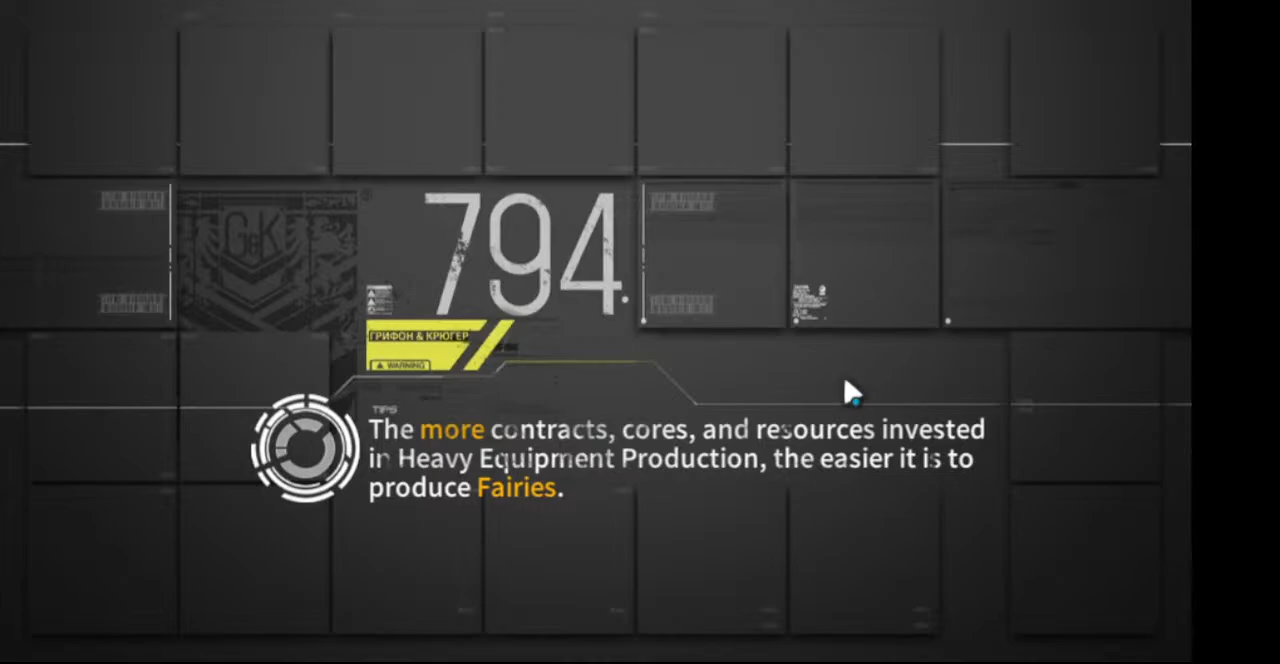 G&K
794.
ГРИФОН & КРЮГЕР
WARNING
TIPS
The more contracts, cores, and resources invested
in Heavy Equipment Production, the easier it is to
produce Fairies.